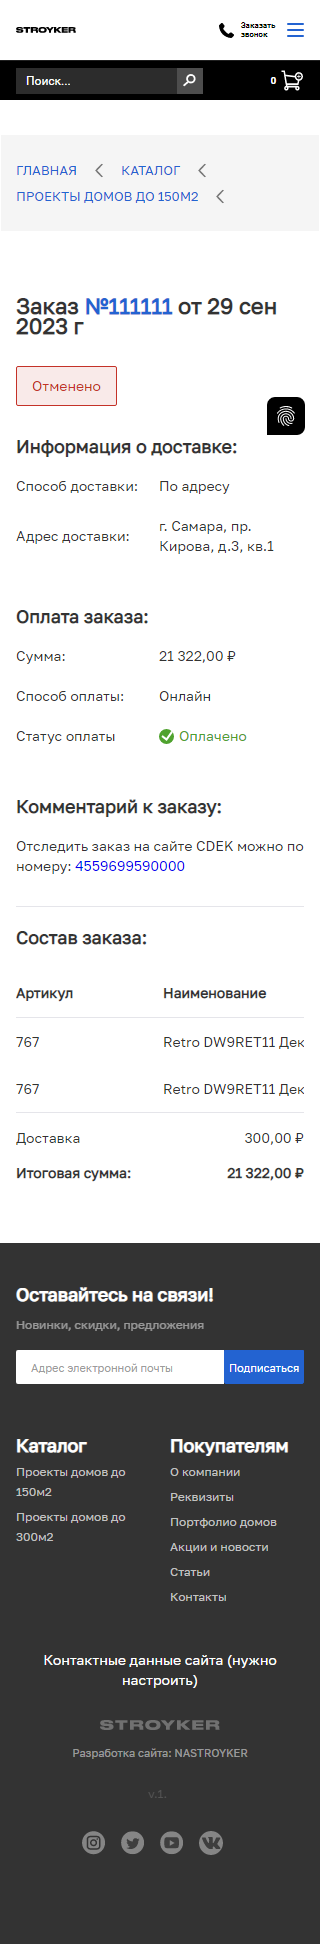 STROYKER
Заказать
звонок
Поиск...
0
ГЛАВНАЯ
КАТАЛОГ
ПРОЕКТЫ ДОМОВ ДО 150М2
Заказ №111111 от 29 сен
2023 г
Отменено
Информация о доставке:
Способ доставки: По адресу
Адрес доставки: г. Самара, пр.
Кирова, д.3, кв.1
Оплата заказа:
Сумма: 21 322,00 ₽
Способ оплаты: Онлайн
Статус оплаты Оплачено
Комментарий к заказу:
Отследить заказ на сайте CDEK можно по
номеру: 4559699590000
Состав заказа:
Артикул Наименование
767 Retro DW9RET11 Дек
767 Retro DW9RET11 Дек
Доставка 300,00 ₽
Итоговая сумма: 21 322,00 ₽
Оставайтесь на связи!
Новинки, скидки, предложения
Адрес электронной почты Подписаться
Каталог
Проекты домов до
150м2
Проекты домов до
300м2
Покупателям
О компании
Реквизиты
Портфолио домов
Акции и новости
Статьи
Контакты
Контактные данные сайта (нужно
настроить)
STROYKER
Разработка сайта: NASTROYKER
v.1.